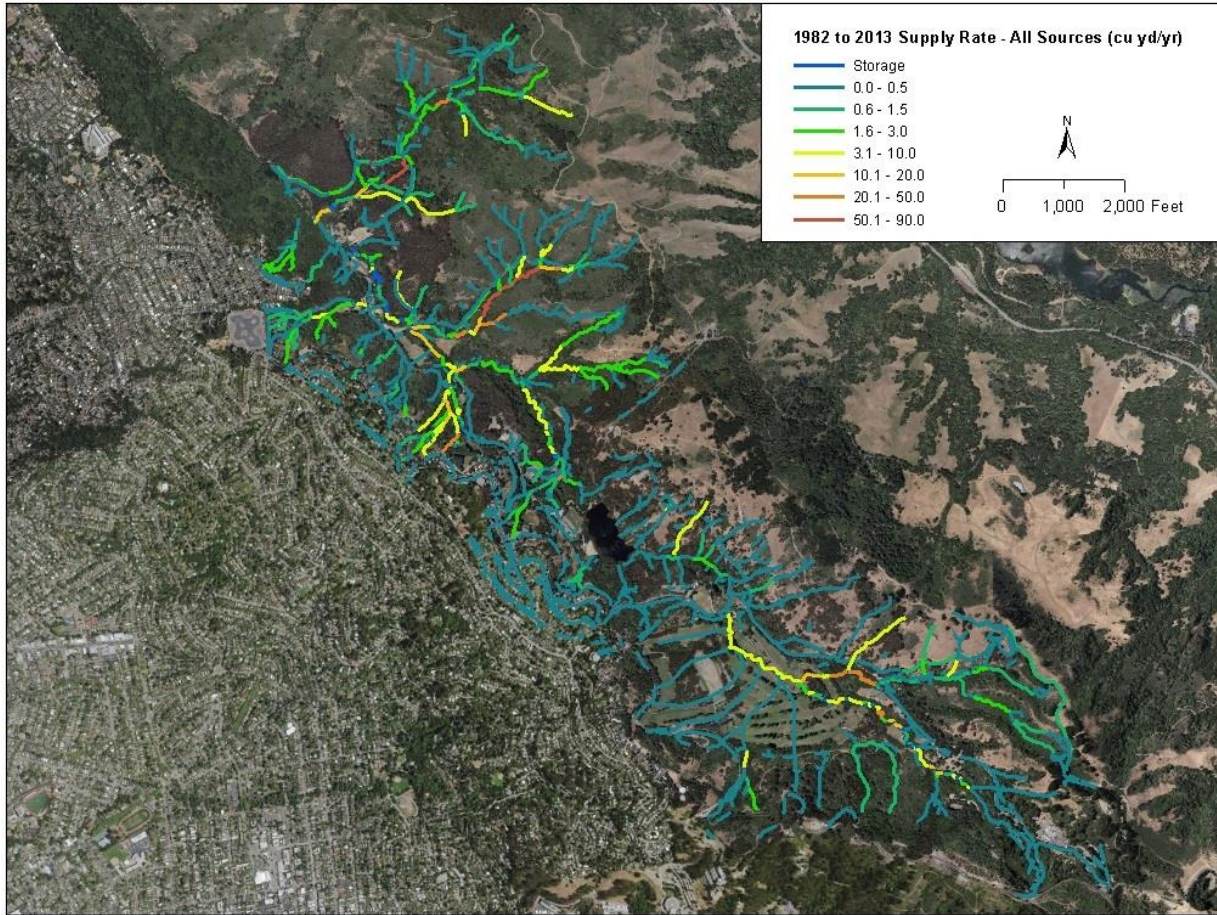 1982 to 2013 Supply Rate - All Sources (cu yd/yr)
Storage
0.0 - 0.5
0.6 - 1.5
1.6 - 3.0
3.1 - 10.0
10.1 - 20.0
20.1 - 50.0
50.1 - 90.0
N
0 1,000 2,000 Feet